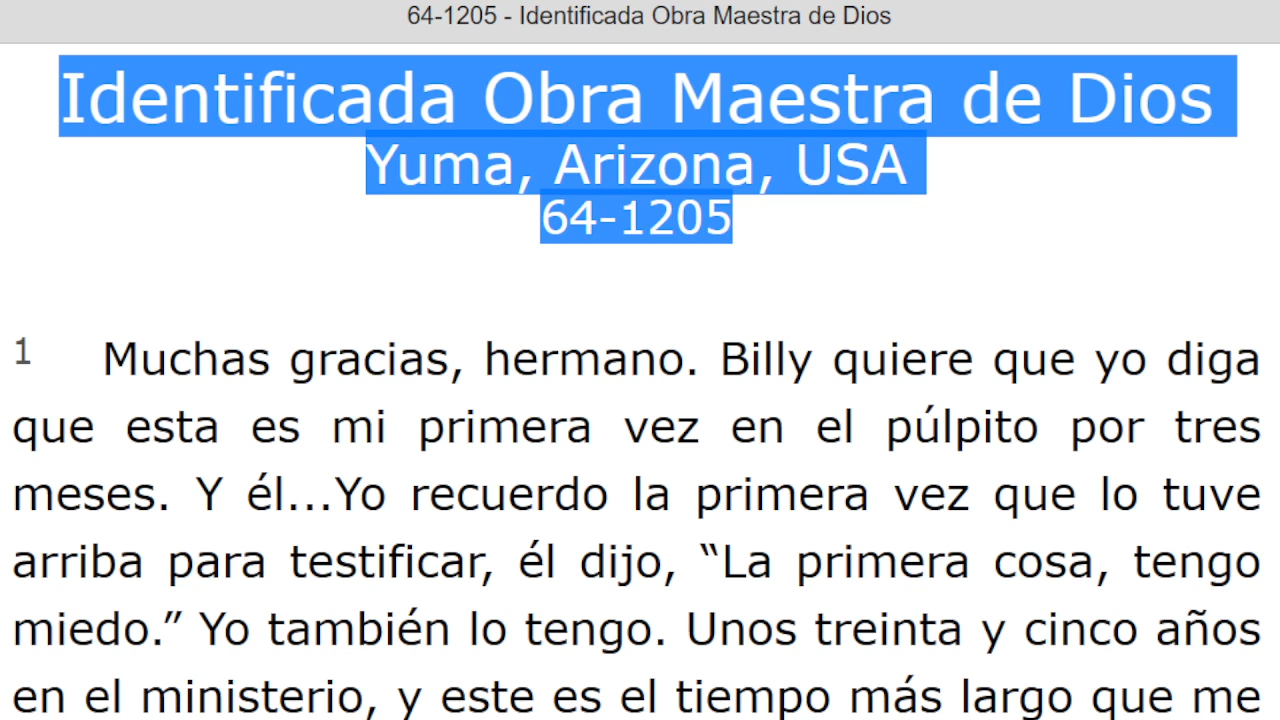 64-1205 - Identificada Obra Maestra de Dios
Identificada Obra Maestra de Dios
Yuma, Arizona, USA
64-1205
1 Muchas gracias, hermano. Billy quiere que yo diga
que esta es mi primera vez en el púlpito por tres
meses. Y él...Yo recuerdo la primera vez que lo tuve
arriba para testificar, él dijo, “La primera cosa, tengo
miedo.” Yo también lo tengo. Unos treinta y cinco años
en el ministerio, y este es el tiempo más largo que me